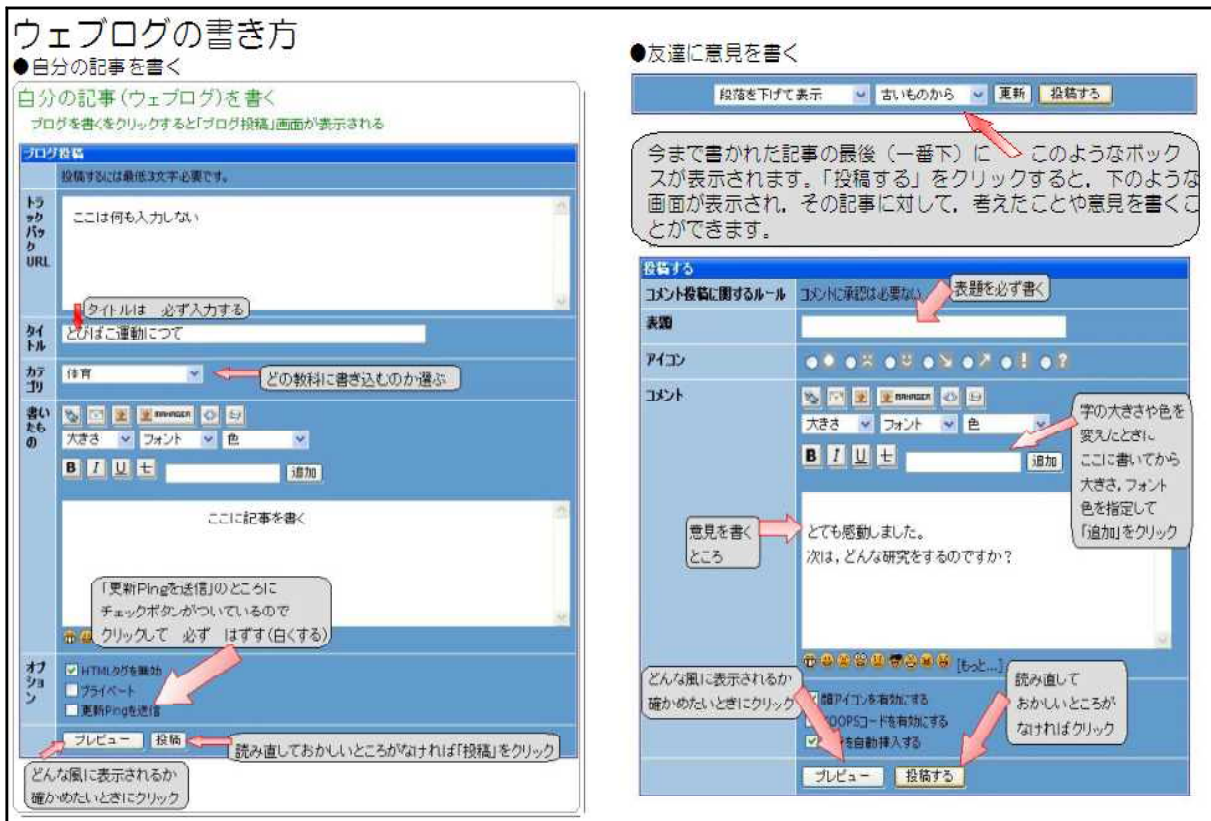 ウェブログの書き方
●自分の記事を書く
自分の記事(ウェブログ)を書く
ブログを書くをクリックすると「ブログ投稿」画面が表示される
ブログ投稿
投稿するには最低3文字必要です。
トラ
ック
バッ
ク
URL
ここは何も入力しない
タイトルは 必ず入力する
タイ
トル
とびばこ運動につて
カテ
ゴリ
体育
どの教科に書き込むのか選ぶ
書い
たも
の
MANAGER
大きさ フォント 色
B I U 追加
ここに記事を書く
「更新Pingを送信」のところに
チェックボタンがついているので
クリックして 必ず はずす(白くする)
オプ
ショ
ン
HTMLタグを無効
プライベート
更新Pingを送信
プレビュー 投稿
読み直しておかしいところがなければ「投稿」をクリック
どんな風に表示されるか
確かめたいときにクリック
●友達に意見を書く
段落を下げて表示 古いものから 更新 投稿する
今まで書かれた記事の最後(一番下)に このようなボック
スが表示されます。「投稿する」をクリックすると,下のような
画面が表示され,その記事に対して,考えたことや意見を書くこ
とができます。
投稿する
コメント投稿に関するルール コメントに承認は必要ない
表題を必ず書く
表題
アイコン
コメント
MANAGER
大きさ フォント 色
B I U 追加
字の大きさや色を
変えたときに
ここに書いてから
大きさ,フォント
色を指定して
「追加」をクリック
意見を書く
ところ
とても感動しました。
次は,どんな研究をするのですか?
[もっと...]
どんな風に表示されるか
確かめたいときにクリック
読み直して
おかしいところが
なければクリック
顔アイコンを有効にする
XOOPSコードを有効にする
を自動挿入する
プレビュー 投稿する